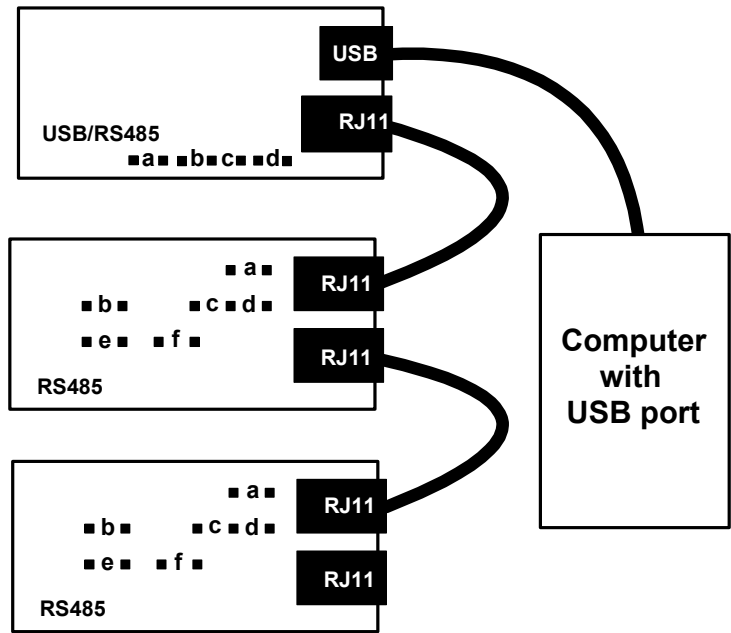 USB
RJ11
USB/RS485
a b c d
a
RJ11
b c d
e f
RJ11
RS485
Computer
with
USB port
a
RJ11
b c d
e f
RJ11
RS485